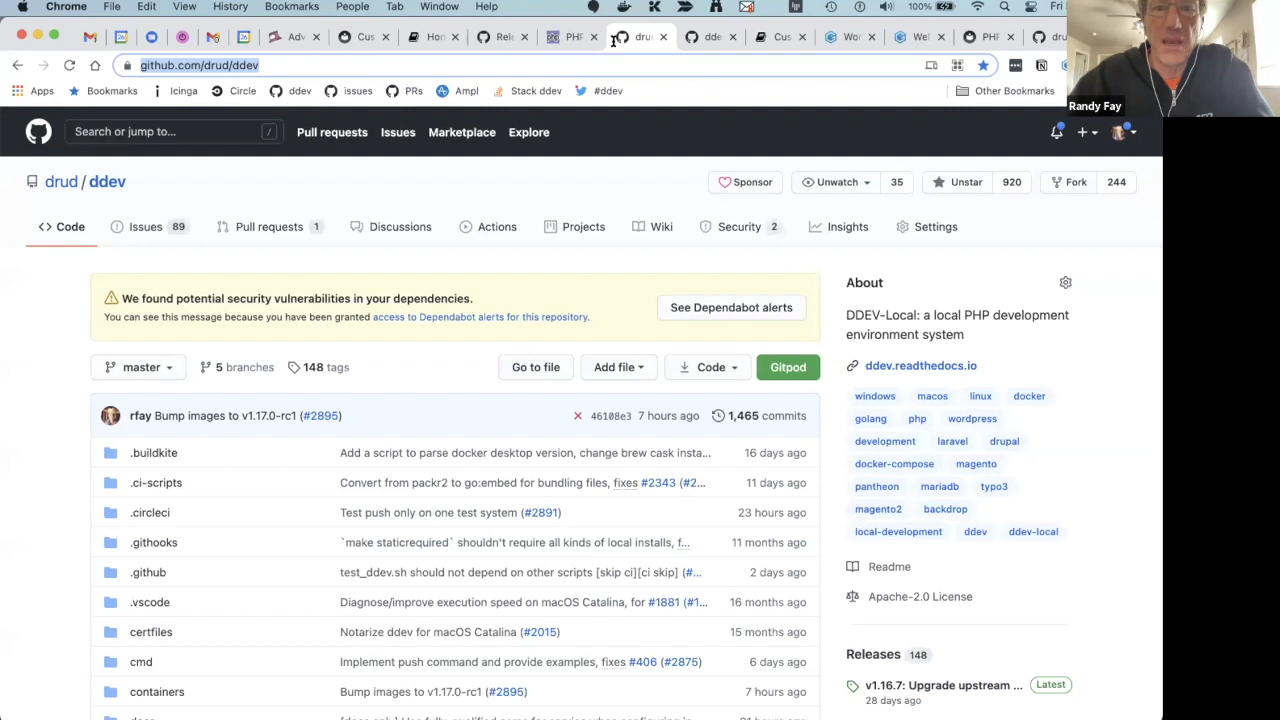 Chrome File Edit View History Bookmarks People Tab Window Help 100% Fri
Adv Cus Hor Rele PHP dru dde Cus Wor Wel PHP dru
github.com/drud/ddev
Apps Bookmarks Icinga Circle ddev issues PRs Ampl Stack ddev #ddev Other Bookmarks
Randy Fay
Search or jump to... / Pull requests Issues Marketplace Explore
drud / ddev Sponsor Unwatch 35 Unstar 920 Fork 244
Code Issues 89 Pull requests 1 Discussions Actions Projects Wiki Security 2 Insights Settings
We found potential security vulnerabilities in your dependencies.
You can see this message because you have been granted access to Dependabot alerts for this repository.
See Dependabot alerts
master 5 branches 148 tags Go to file Add file Code Gitpod
rfay Bump images to v1.17.0-rc1 (#2895) 46108e3 7 hours ago 1,465 commits
.buildkite Add a script to parse docker desktop version, change brew cask insta... 16 days ago
.ci-scripts Convert from packr2 to go:embed for bundling files, fixes #2343 (#2... 11 days ago
.circleci Test push only on one test system (#2891) 23 hours ago
.githooks `make staticrequired` shouldn't require all kinds of local installs, f... 11 months ago
.github test_ddev.sh should not depend on other scripts [skip ci][ci skip] (#... 2 days ago
.vscode Diagnose/improve execution speed on macOS Catalina, for #1881 (#1... 16 months ago
certfiles Notarize ddev for macOS Catalina (#2015) 15 months ago
cmd Implement push command and provide examples, fixes #406 (#2875) 6 days ago
containers Bump images to v1.17.0-rc1 (#2895) 7 hours ago
About
DDEV-Local: a local PHP development
environment system
ddev.readthedocs.io
windows macos linux docker
golang php wordpress
development laravel drupal
docker-compose magento
pantheon mariadb typo3
magento2 backdrop
local-development ddev ddev-local
Readme
Apache-2.0 License
Releases 148
v1.16.7: Upgrade upstream ... Latest
28 days ago